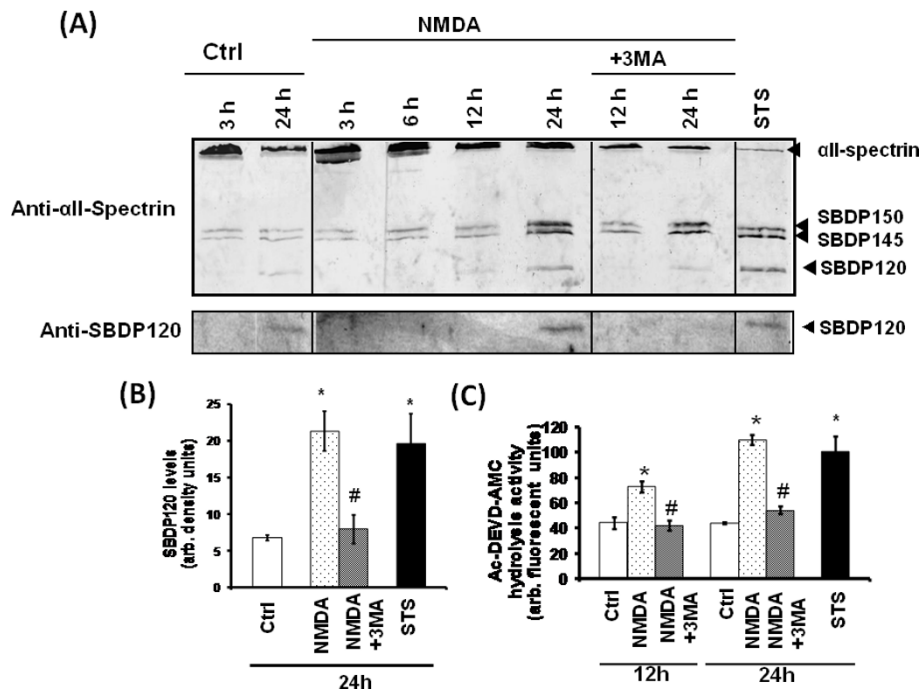 (A)
NMDA
Ctrl
+3MA
3 h
24 h
3 h
6 h
12 h
24 h
12 h
24 h
STS
Anti-αII-Spectrin
αII-spectrin
SBDP150
SBDP145
SBDP120
Anti-SBDP120
SBDP120
(B)
SBDP120 levels
(arb. density units)
25
20
15
10
5
0
*
#
*
Ctrl
NMDA
NMDA
+3MA
STS
24h
(C)
Ac-DEVD-AMC
hydrolysis activity
(arb. fluorescent units)
120
100
80
60
40
20
0
*
#
*
#
*
Ctrl
NMDA
NMDA
+3MA
Ctrl
NMDA
NMDA
+3MA
STS
12h
24h